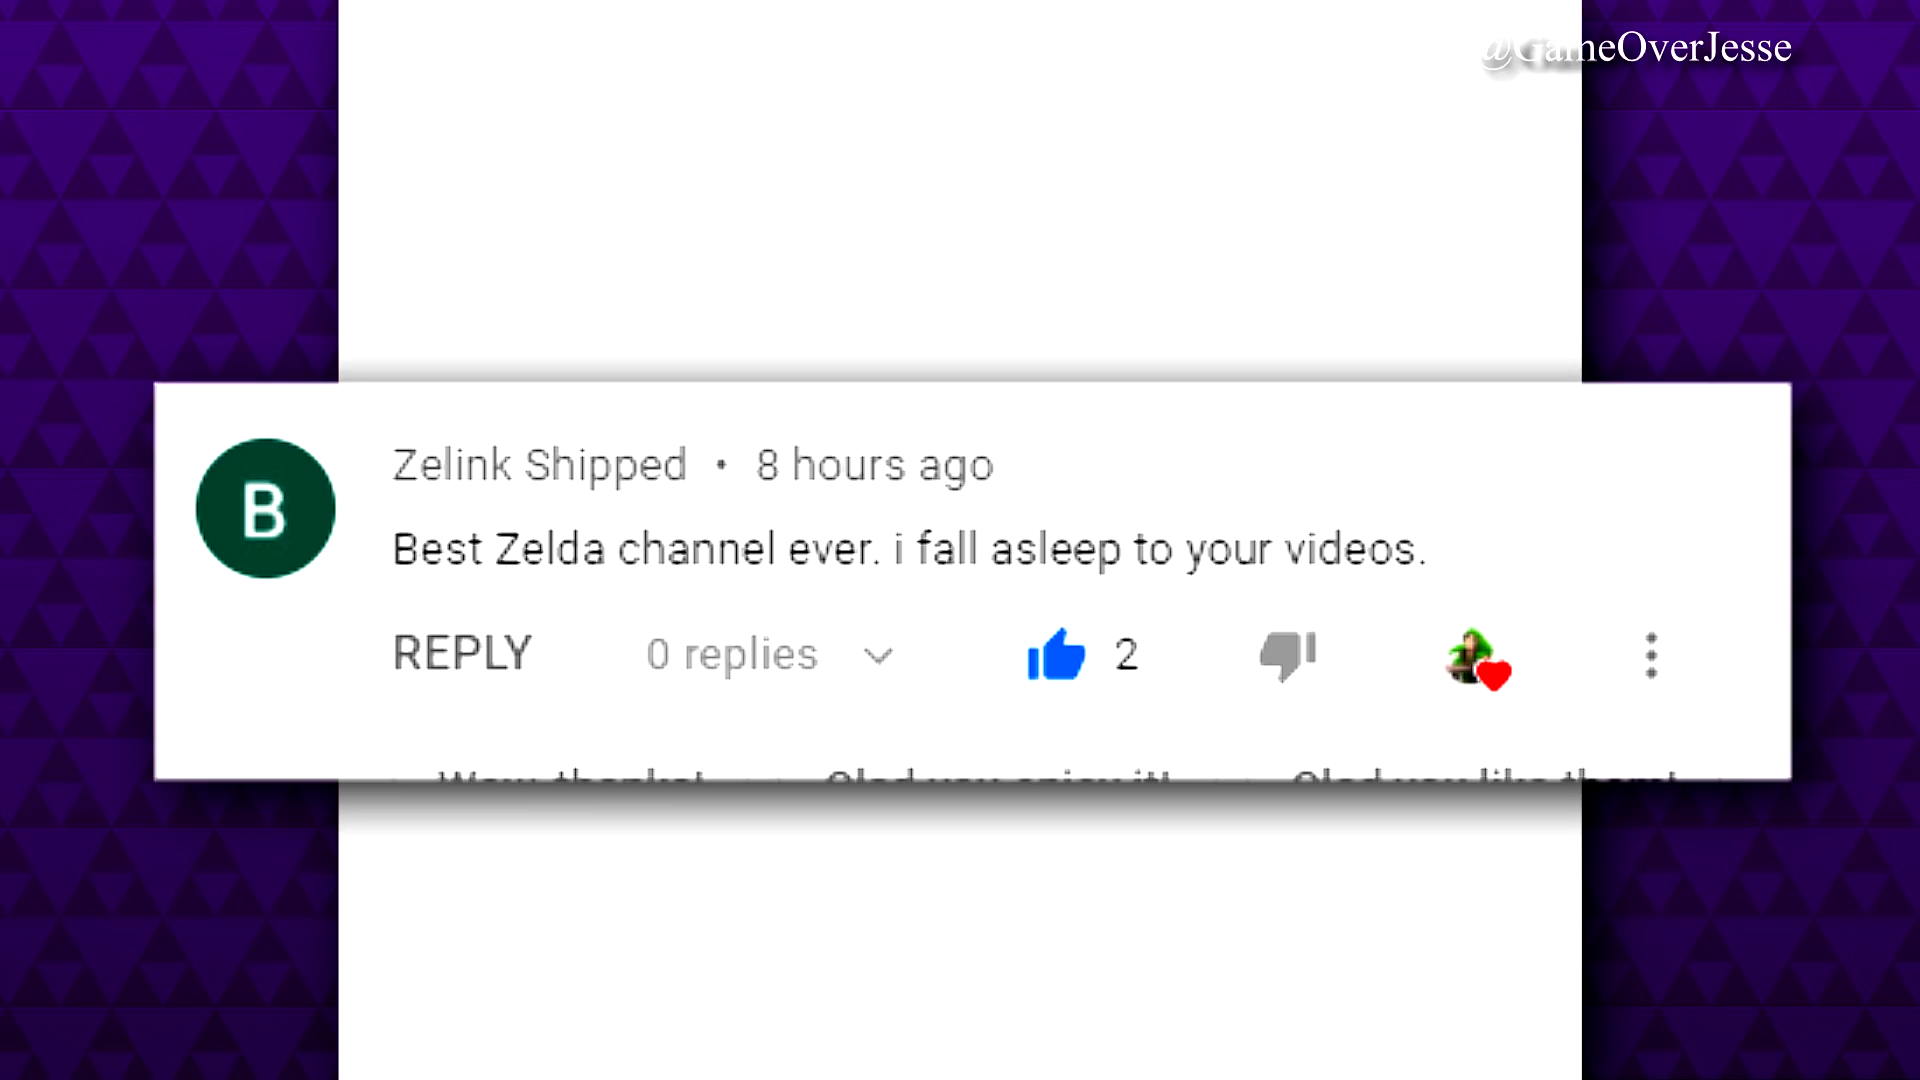 @GameOverJesse
B
Zelink Shipped • 8 hours ago
Best Zelda channel ever. i fall asleep to your videos.
REPLY 0 replies 2